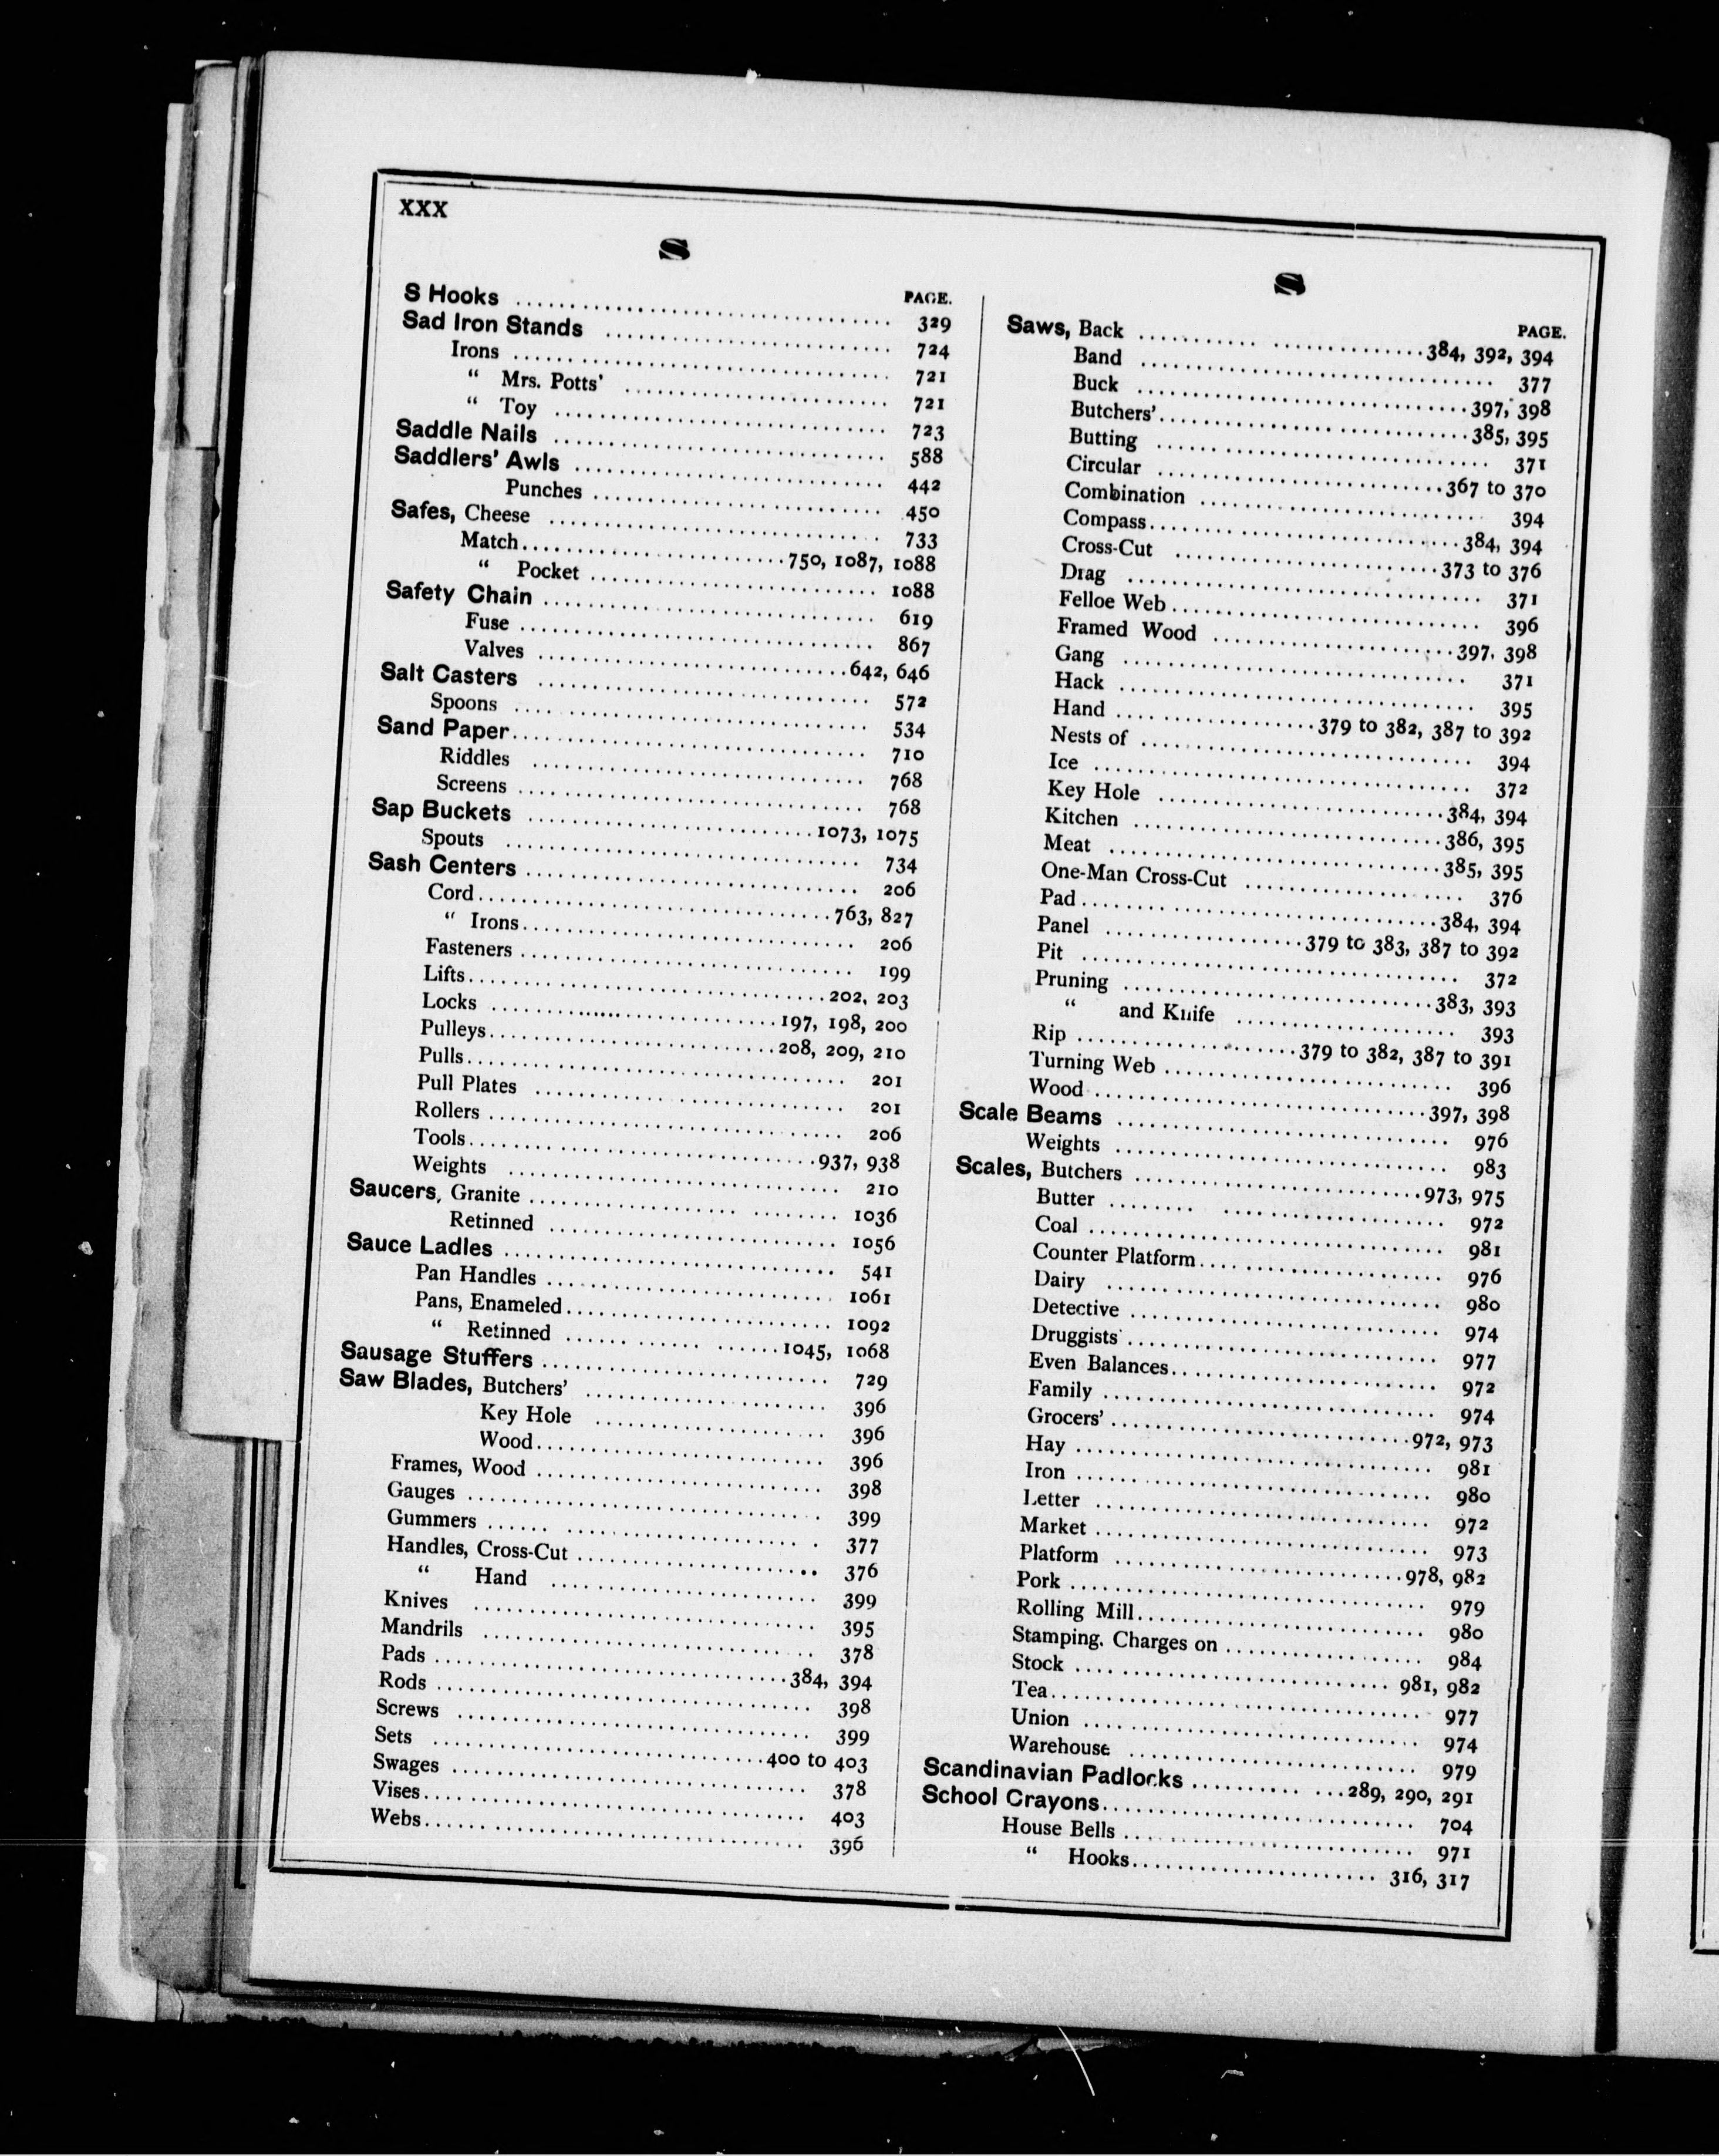 XXX
S
PAGE.
S Hooks ........ 329
Sad Iron Stands ........ 724
Irons ........ 721
" Mrs. Potts' ........ 721
" Toy ........ 723
Saddle Nails ........ 588
Saddlers' Awls ........ 442
Punches ........ 450
Safes, Cheese ........ 733
Match ........ 750, 1087, 1088
" Pocket ........ 1088
Safety Chain ........ 619
Fuse ........ 867
Valves ........ 642, 646
Salt Casters ........ 572
Spoons ........ 534
Sand Paper ........ 710
Riddles ........ 768
Screens ........ 768
Sap Buckets ........ 1073, 1075
Spouts ........ 734
Sash Centers ........ 206
Cord ........ 763, 827
" Irons ........ 206
Fasteners ........ 199
Lifts ........ 202, 203
Locks ........ 197, 198, 200
Pulleys ........ 208, 209, 210
Pulls ........ 201
Pull Plates ........ 201
Rollers ........ 206
Tools ........ 937, 938
Weights ........ 210
Saucers, Granite ........ 1036
Retinned ........ 1056
Sauce Ladles ........ 541
Pan Handles ........ 1061
Pans, Enameled ........ 1092
" Retinned ........ 1045, 1068
Sausage Stuffers ........ 729
Saw Blades, Butchers' ........ 396
Key Hole ........ 396
Wood ........ 396
Frames, Wood ........ 398
Gauges ........ 399
Gummers ........ 377
Handles, Cross-Cut ........ 376
" Hand ........ 399
Knives ........ 395
Mandrils ........ 378
Pads ........ 384, 394
Rods ........ 398
Screws ........ 399
Sets ........ 400 to 403
Swages ........ 378
Vises ........ 403
Webs ........ 396
S
PAGE.
Saws, Back ........ 384, 392, 394
Band ........ 377
Buck ........ 397, 398
Butchers' ........ 385, 395
Butting ........ 371
Circular ........ 367 to 370
Combination ........ 394
Compass ........ 384, 394
Cross-Cut ........ 373 to 376
Drag ........ 371
Felloe Web ........ 396
Framed Wood ........ 397, 398
Gang ........ 371
Hack ........ 395
Hand ........ 379 to 382, 387 to 392
Nests of ........ 394
Ice ........ 372
Key Hole ........ 384, 394
Kitchen ........ 386, 395
Meat ........ 385, 395
One-Man Cross-Cut ........ 376
Pad ........ 384, 394
Panel ........ 379 to 383, 387 to 392
Pit ........ 372
Pruning ........ 383, 393
" and Knife ........ 393
Rip ........ 379 to 382, 387 to 391
Turning Web ........ 396
Wood ........ 397, 398
Scale Beams ........ 976
Weights ........ 983
Scales, Butchers ........ 973, 975
Butter ........ 972
Coal ........ 981
Counter Platform ........ 976
Dairy ........ 980
Detective ........ 974
Druggists' ........ 977
Even Balances ........ 972
Family ........ 974
Grocers' ........ 972, 973
Hay ........ 981
Iron ........ 980
Letter ........ 972
Market ........ 973
Platform ........ 978, 982
Pork ........ 979
Rolling Mill ........ 980
Stamping. Charges on ........ 984
Stock ........ 981, 982
Tea ........ 977
Union ........ 974
Warehouse ........ 979
Scandinavian Padlocks ........ 289, 290, 291
School Crayons ........ 704
House Bells ........ 971
" Hooks ........ 316, 317